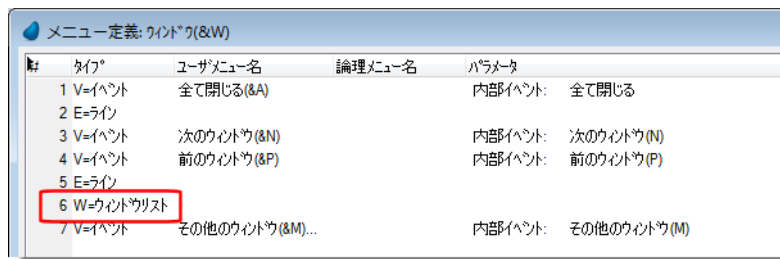 メニュー定義: ウィンドウ(&W)
# タイプ ユーザメニュー名 論理メニュー名 パラメータ
1 V=イベント 全て閉じる(&A) 内部イベント: 全て閉じる
2 E=ライン
3 V=イベント 次のウィンドウ(&N) 内部イベント: 次のウィンドウ(N)
4 V=イベント 前のウィンドウ(&P) 内部イベント: 前のウィンドウ(P)
5 E=ライン
6 W=ウィンドウリスト
7 V=イベント その他のウィンドウ(&M)... 内部イベント: その他のウィンドウ(M)